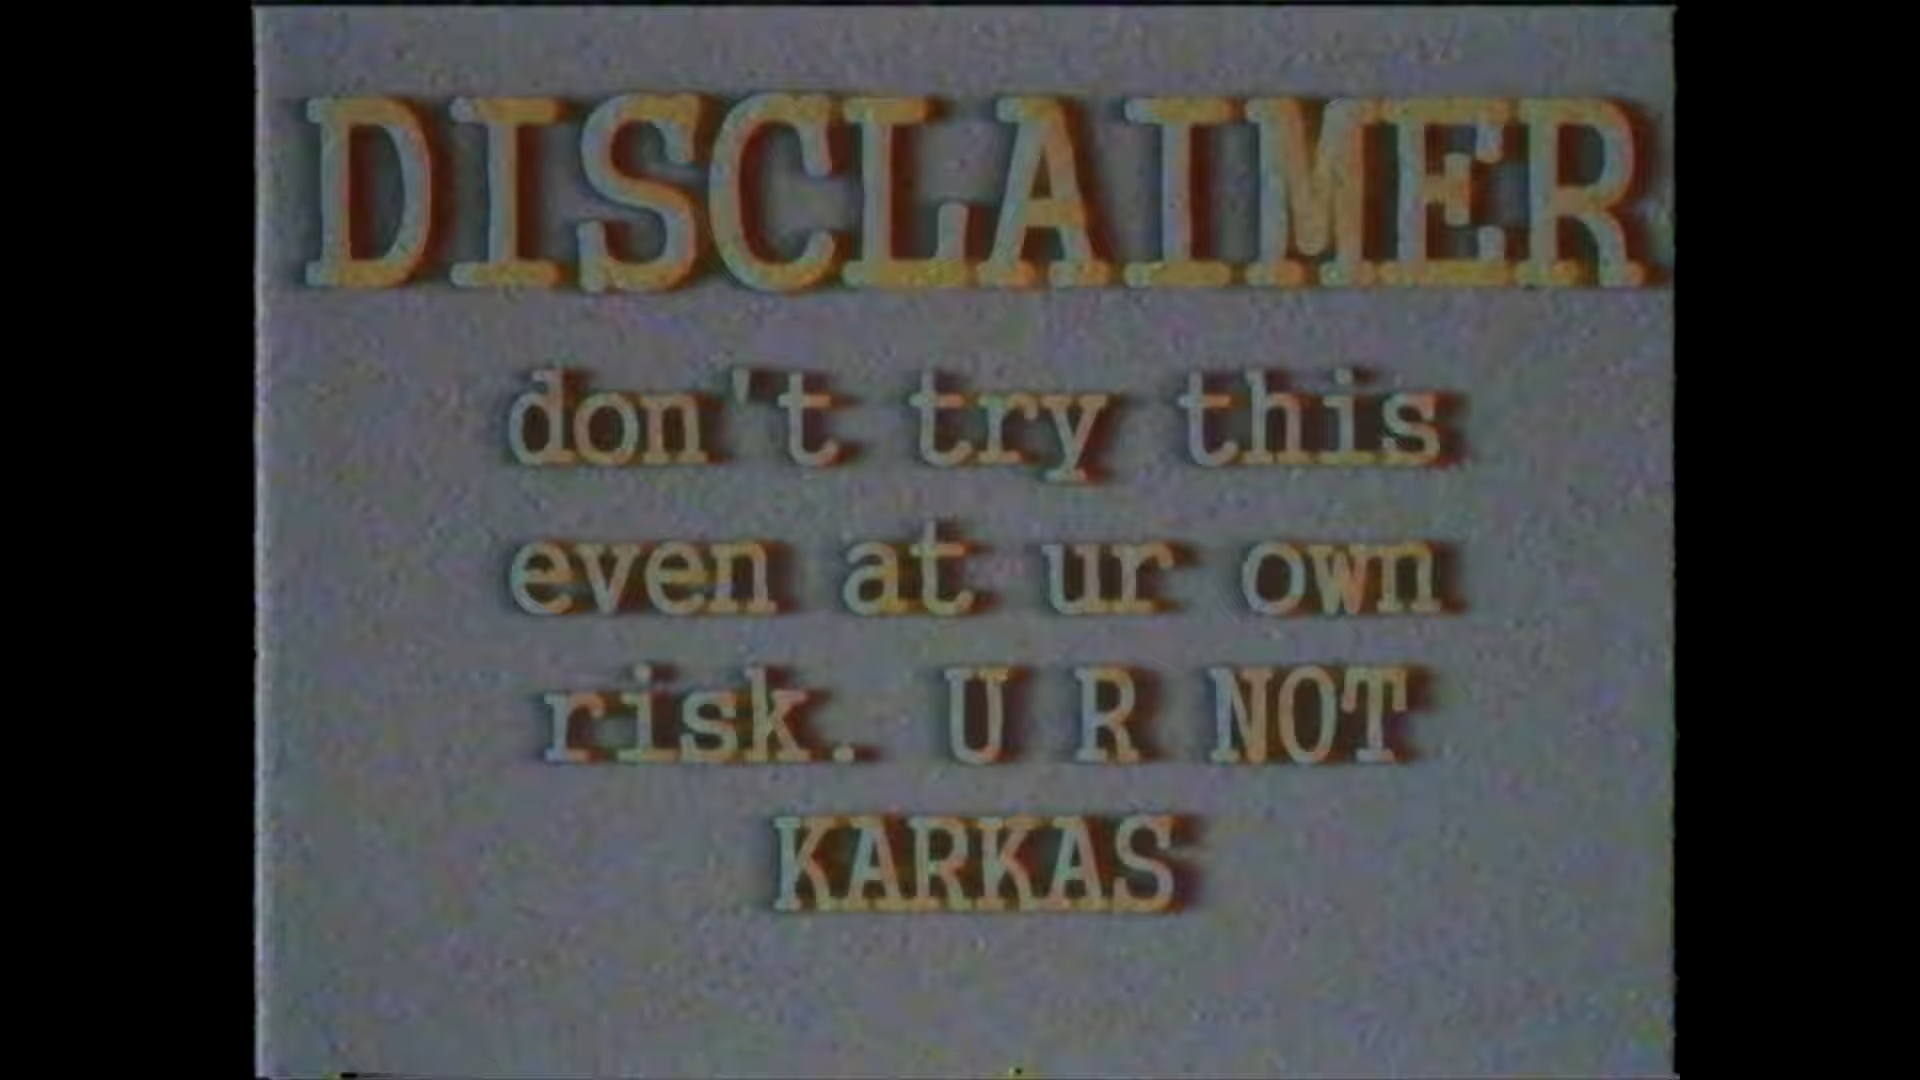 DISCLAIMER
don't try this
even at ur own
risk. U R NOT
KARKAS